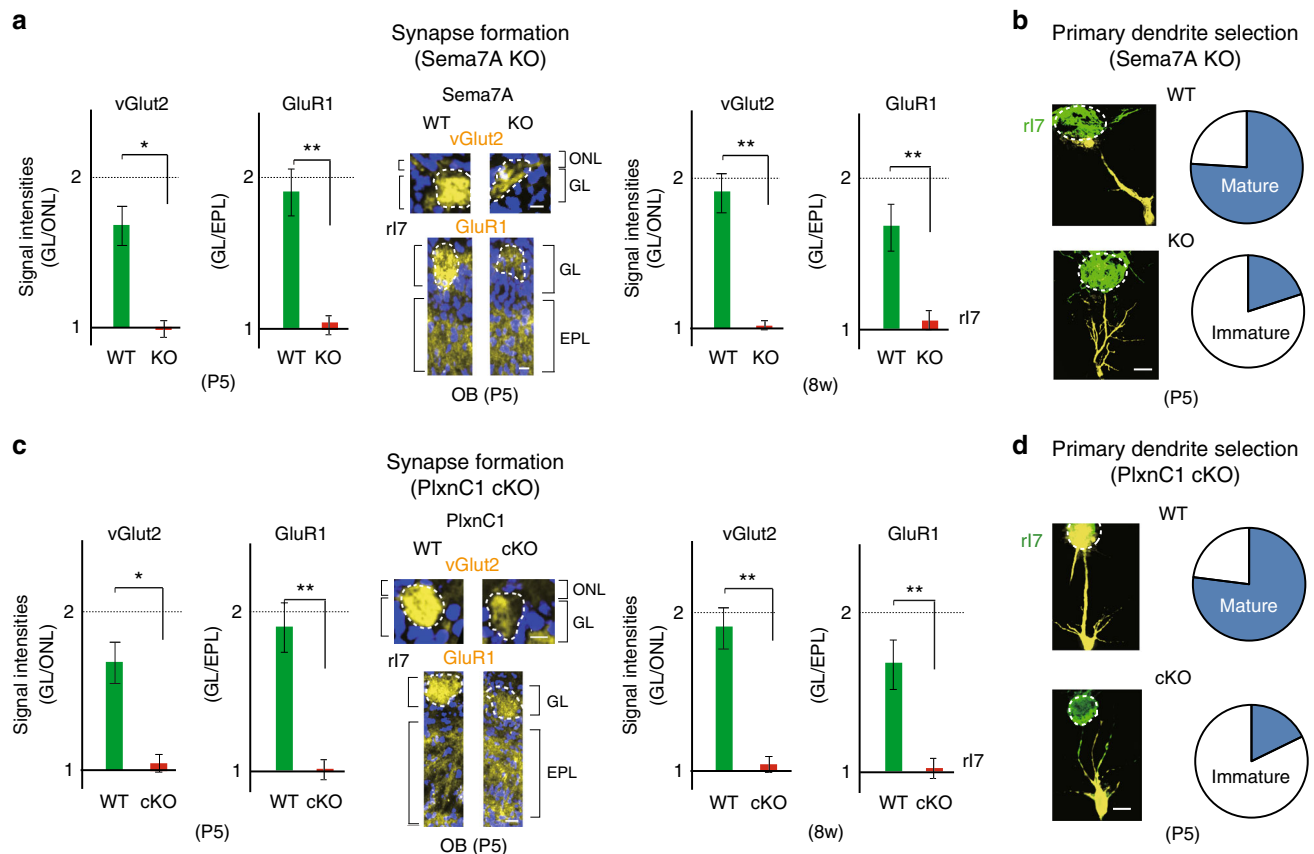 a
Synapse formation
(Sema7A KO)
vGlut2
Signal intensities
(GL/ONL)
2
1
*
WT KO
GluR1
(GL/EPL)
2
1
**
WT KO
(P5)
Sema7A
WT KO
vGlut2
ONL
GL
rI7
GluR1
GL
EPL
OB (P5)
vGlut2
Signal intensities
(GL/ONL)
2
1
**
WT KO
GluR1
(GL/EPL)
2
1
**
WT KO
rI7
(8w)
b
Primary dendrite selection
(Sema7A KO)
WT
rI7
Mature
KO
Immature
(P5)
c
Synapse formation
(PlxnC1 cKO)
vGlut2
Signal intensities
(GL/ONL)
2
1
*
WT cKO
GluR1
(GL/EPL)
2
1
**
WT cKO
(P5)
PlxnC1
WT cKO
vGlut2
ONL
GL
rI7
GluR1
GL
EPL
OB (P5)
vGlut2
Signal intensities
(GL/ONL)
2
1
**
WT cKO
GluR1
(GL/EPL)
2
1
**
WT cKO
rI7
(8w)
d
Primary dendrite selection
(PlxnC1 cKO)
WT
rI7
Mature
cKO
Immature
(P5)